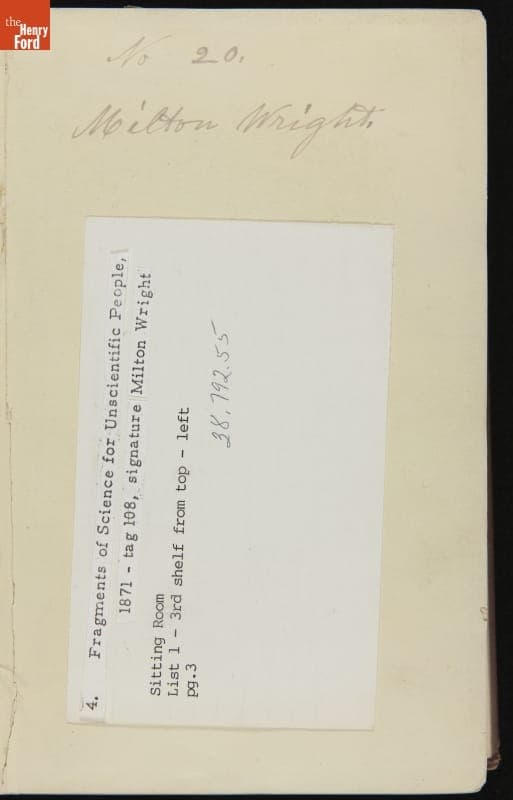 the
Henry
Ford
No 20.
Milton Wright.
4. Fragments of Science for Unscientific People,
1871 - tag 108, signature Milton Wright
Sitting Room
List 1 - 3rd shelf from top - left
pg.3
38.792.55